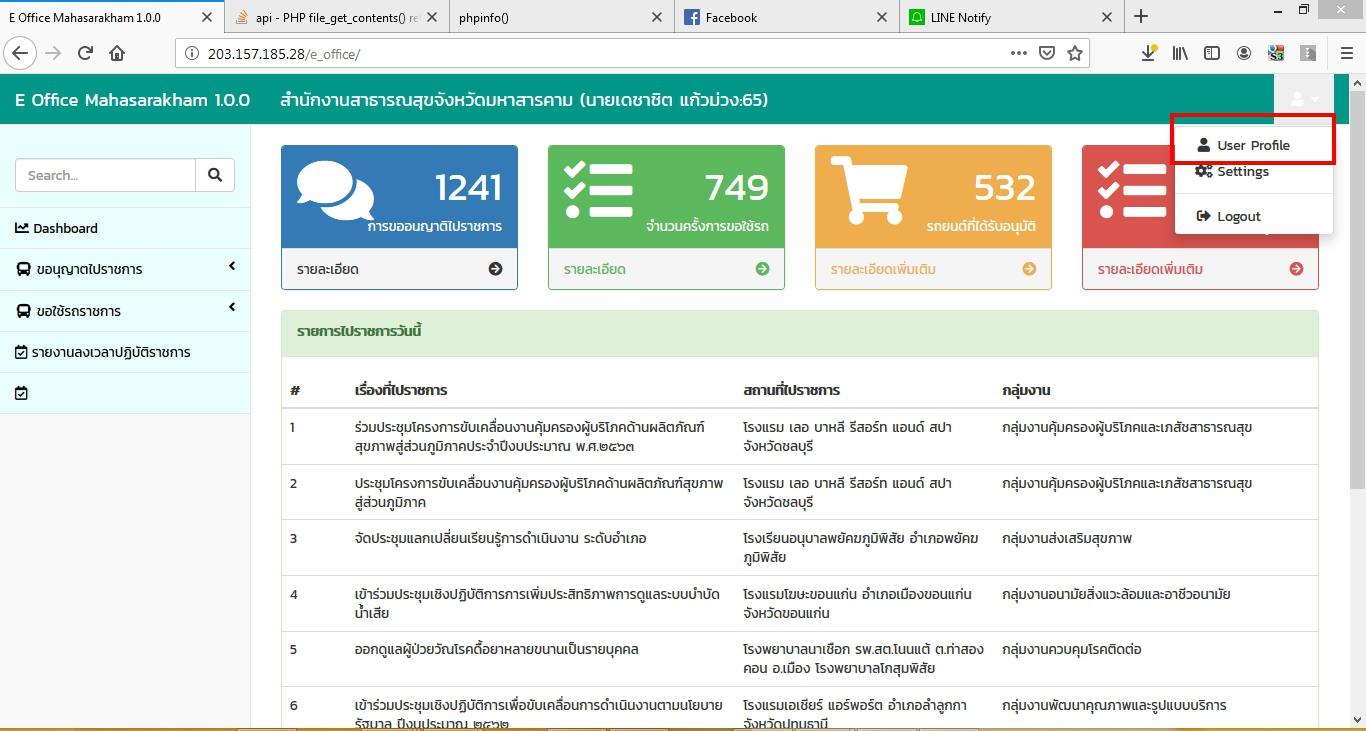 E Office Mahasarakham 1.0.0
api - PHP file_get_contents() re
phpinfo()
Facebook
LINE Notify
203.157.185.28/e_office/
E Office Mahasarakham 1.0.0
สำนักงานสาธารณสุขจังหวัดมหาสารคาม (นายเดชาชิต แก้วม่วง:65)
User Profile
Settings
Logout
Search...
Dashboard
ขอนุญาตไปราชการ
ขอใช้รถราชการ
รายงานลงเวลาปฏิบัติราชการ
1241
การขออนญาติไปราชการ
รายละเอียด
749
จำนวนครั้งการขอใช้รถ
รายละเอียด
532
รถยนต์ที่ได้รับอนุมัติ
รายละเอียดเพิ่มเติม
รายละเอียดเพิ่มเติม
รายการไปราชการวันนี้
# เรื่องที่ไปราชการ สถานที่ไปราชการ กลุ่มงาน
1 ร่วมประชุมโครงการขับเคลื่อนงานคุ้มครองผู้บริโภคด้านผลิตภัณฑ์ โรงแรม เลอ บาหลี รีสอร์ท แอนด์ สปา กลุ่มงานคุ้มครองผู้บริโภคและเภสัชสาธารณสุข
สุขภาพสู่ส่วนภูมิภาคประจำปีงบประมาณ พ.ศ.๒๕๖๓ จังหวัดชลบุรี
2 ประชุมโครงการขับเคลื่อนงานคุ้มครองผู้บริโภคด้านผลิตภัณฑ์สุขภาพ โรงแรม เลอ บาหลี รีสอร์ท แอนด์ สปา กลุ่มงานคุ้มครองผู้บริโภคและเภสัชสาธารณสุข
สู่ส่วนภูมิภาค จังหวัดชลบุรี
3 จัดประชุมแลกเปลี่ยนเรียนรู้การดำเนินงาน ระดับอำเภอ โรงเรียนอนุบาลพยัคฆภูมิพิสัย อำเภอพยัคฆ กลุ่มงานส่งเสริมสุขภาพ
ภูมิพิสัย
4 เข้าร่วมประชุมเชิงปฏิบัติการการเพิ่มประสิทธิภาพการดูแลระบบบำบัด โรงแรมโฆษะขอนแก่น อำเภอเมืองขอนแก่น กลุ่มงานอนามัยสิ่งแวะล้อมและอาชีวอนามัย
น้ำเสีย จังหวัดขอนแก่น
5 ออกดูแลผู้ป่วยวัณโรคดื้อยาหลายขนานเป็นรายบุคคล โรงพยาบาลนาเชือก รพ.สต.โนนแต้ ต.ท่าสอง กลุ่มงานควบคุมโรคติดต่อ
คอน อ.เมือง โรงพยาบาลโกสุมพิสัย
6 เข้าร่วมประชุมเชิงปฏิบัติการเพื่อขับเคลื่อนการดำเนินงานตามนโยบาย โรงแรมเอเชียร์ แอร์พอร์ต อำเภอลำลูกกา กลุ่มงานพัฒนาคุณภาพและรูปแบบบริการ
รัฐบาล ปีงบประมาณ ๒๕๖๒ จังหวัดปทุมธานี